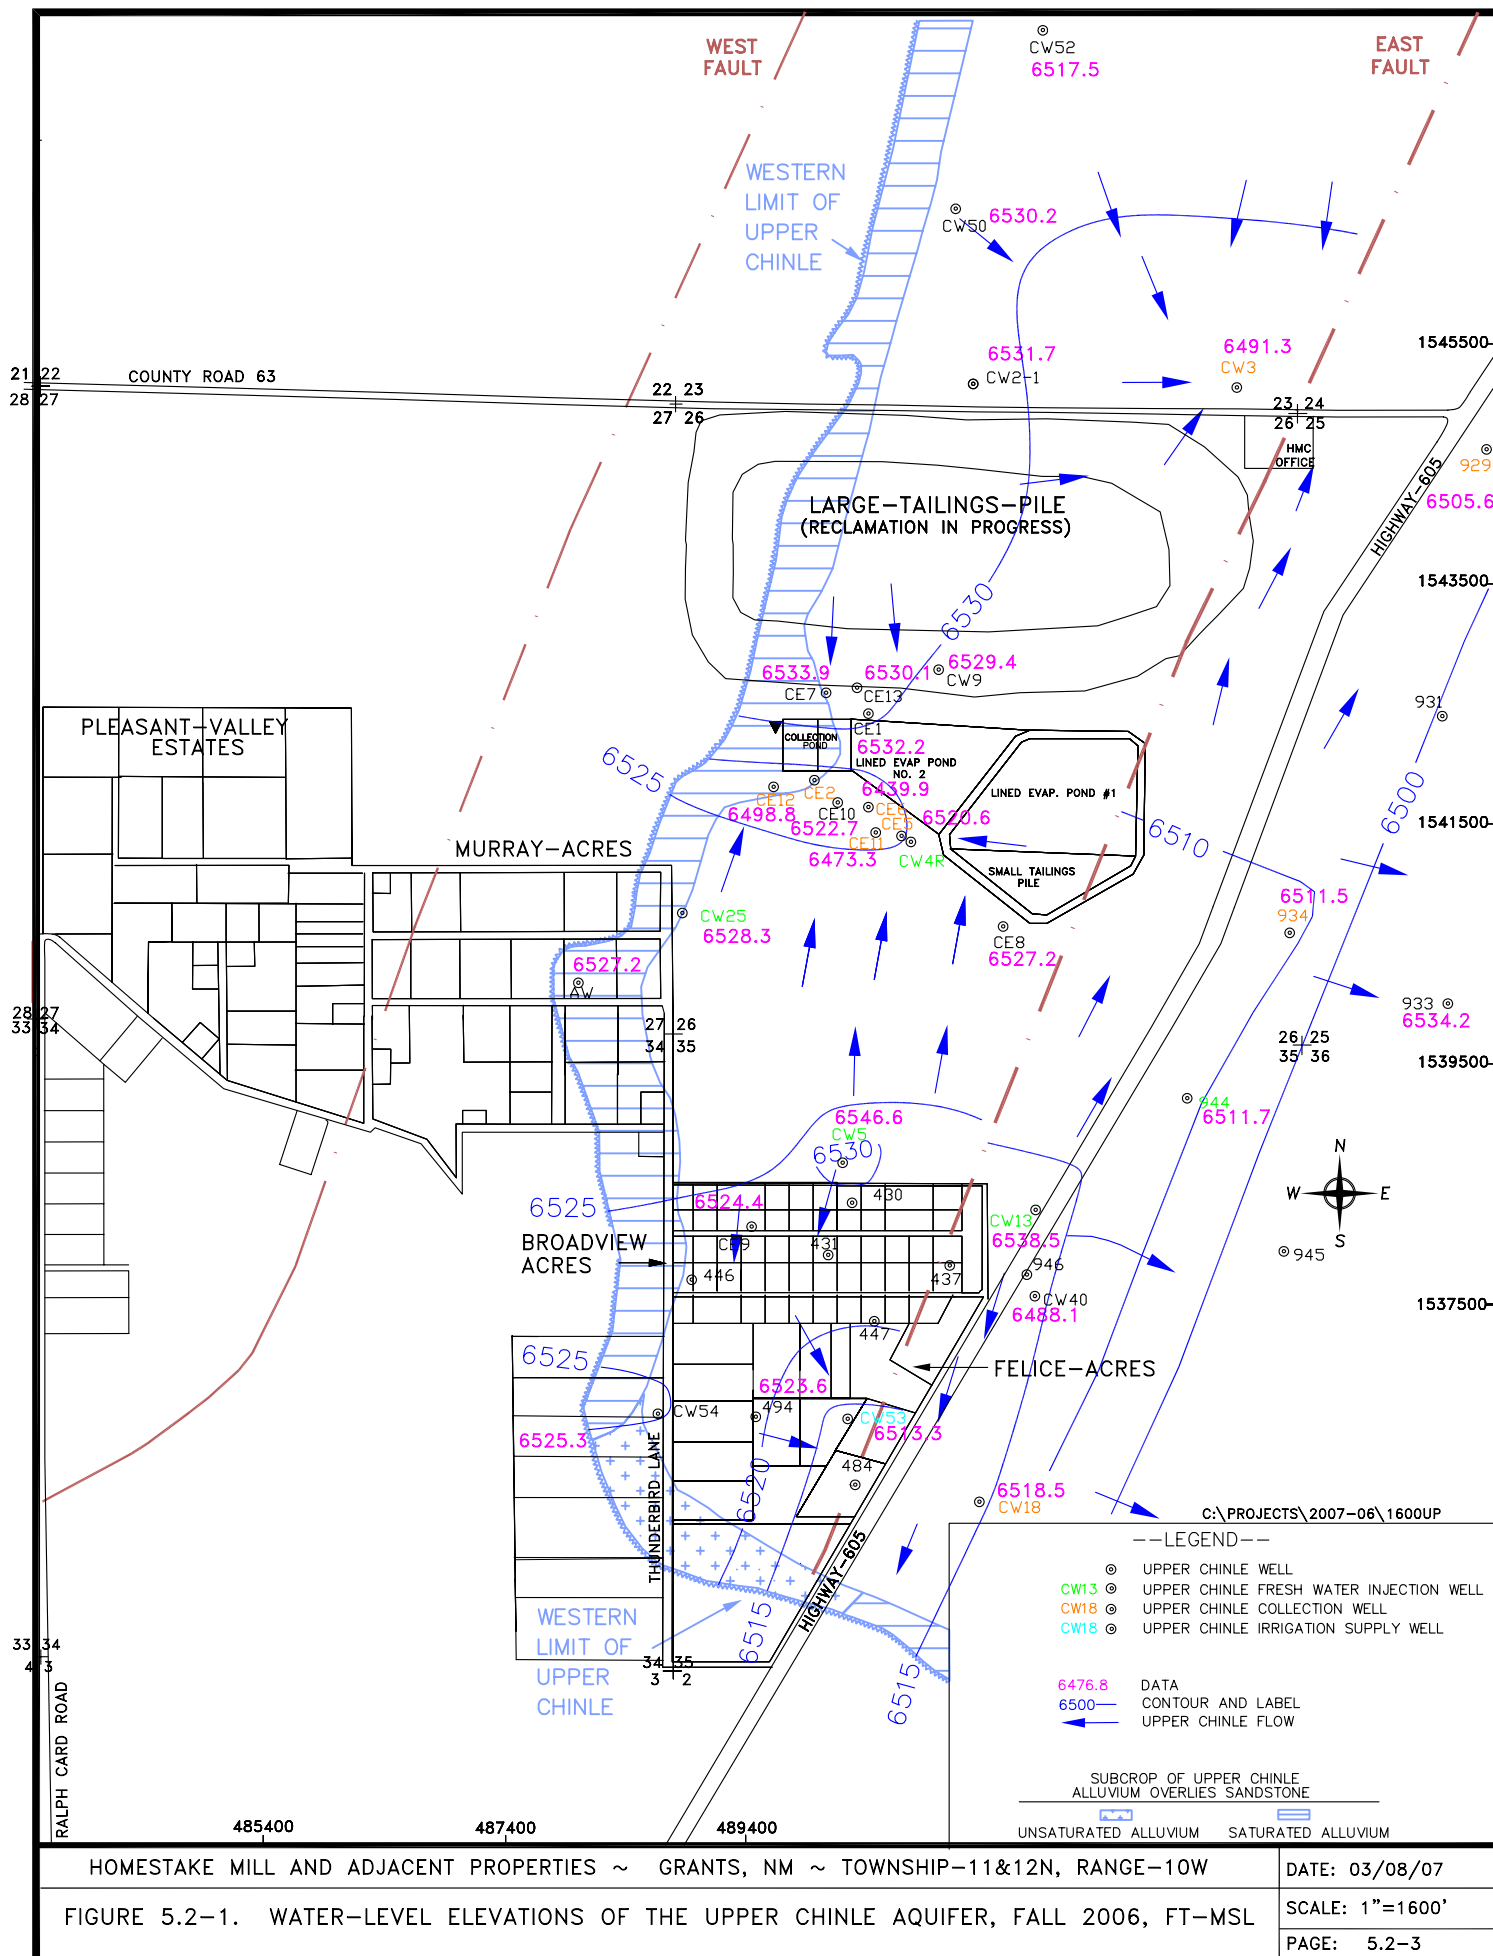 WEST
FAULT
EAST
FAULT
CW52
6517.5
WESTERN
LIMIT OF
UPPER
CHINLE
CW50
6530.2
6531.7
CW2-1
6491.3
CW3
1545500
21 22
28 27
COUNTY ROAD 63
22 23
27 26
23 24
26 25
HMC
OFFICE
HIGHWAY-605
929
6505.6
LARGE-TAILINGS-PILE
(RECLAMATION IN PROGRESS)
1543500
6530
6533.9
CE7
6530.1
CE13
6529.4
CW9
931
PLEASANT-VALLEY
ESTATES
COLLECTION
POND
CE1
6532.2
LINED EVAP POND
NO. 2
6525
LINED EVAP. POND #1
6500
CE12
6498.8
CE2
6439.9
CE10
6522.7
CE6
CE5
6520.6
CE11
6473.3
CW4R
6510
1541500
MURRAY-ACRES
SMALL TAILINGS
PILE
6511.5
934
CW25
6528.3
CE8
6527.2
6527.2
AW
933
6534.2
28 27
33 34
27 26
34 35
26 25
35 36
1539500
944
6511.7
6546.6
CW5
6530
N
W
E
S
6525
6524.4
CE9
430
431
CW13
6538.5
BROADVIEW
ACRES
446
437
946
945
CW40
6488.1
1537500
447
6525
FELICE-ACRES
6523.6
494
CW54
CW53
6513.3
6525.3
THUNDERBIRD LANE
484
6520
6518.5
CW18
HIGHWAY-605
C:\PROJECTS\2007-06\1600UP
--LEGEND--
UPPER CHINLE WELL
CW13 UPPER CHINLE FRESH WATER INJECTION WELL
CW18 UPPER CHINLE COLLECTION WELL
CW18 UPPER CHINLE IRRIGATION SUPPLY WELL
6476.8 DATA
6500 CONTOUR AND LABEL
UPPER CHINLE FLOW
SUBCROP OF UPPER CHINLE
ALLUVIUM OVERLIES SANDSTONE
UNSATURATED ALLUVIUM SATURATED ALLUVIUM
WESTERN
LIMIT OF
UPPER
CHINLE
6515
6515
33 34
4 3
34 35
3 2
RALPH CARD ROAD
485400
487400
489400
HOMESTAKE MILL AND ADJACENT PROPERTIES ~ GRANTS, NM ~ TOWNSHIP-11&12N, RANGE-10W
DATE: 03/08/07
FIGURE 5.2-1. WATER-LEVEL ELEVATIONS OF THE UPPER CHINLE AQUIFER, FALL 2006, FT-MSL
SCALE: 1"=1600'
PAGE: 5.2-3